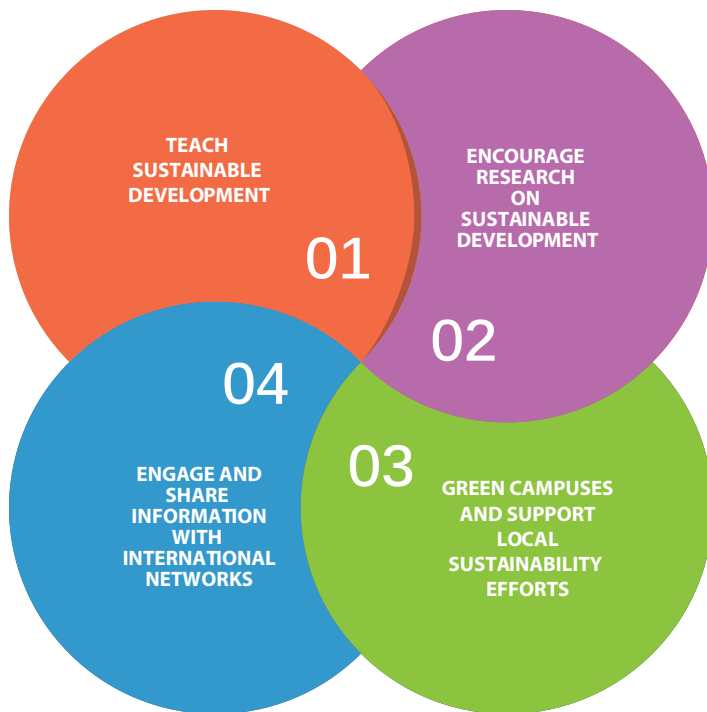 TEACH
SUSTAINABLE
DEVELOPMENT
01
ENCOURAGE
RESEARCH
ON
SUSTAINABLE
DEVELOPMENT
02
03
GREEN CAMPUSES
AND SUPPORT
LOCAL
SUSTAINABILITY
EFFORTS
04
ENGAGE AND
SHARE
INFORMATION
WITH
INTERNATIONAL
NETWORKS